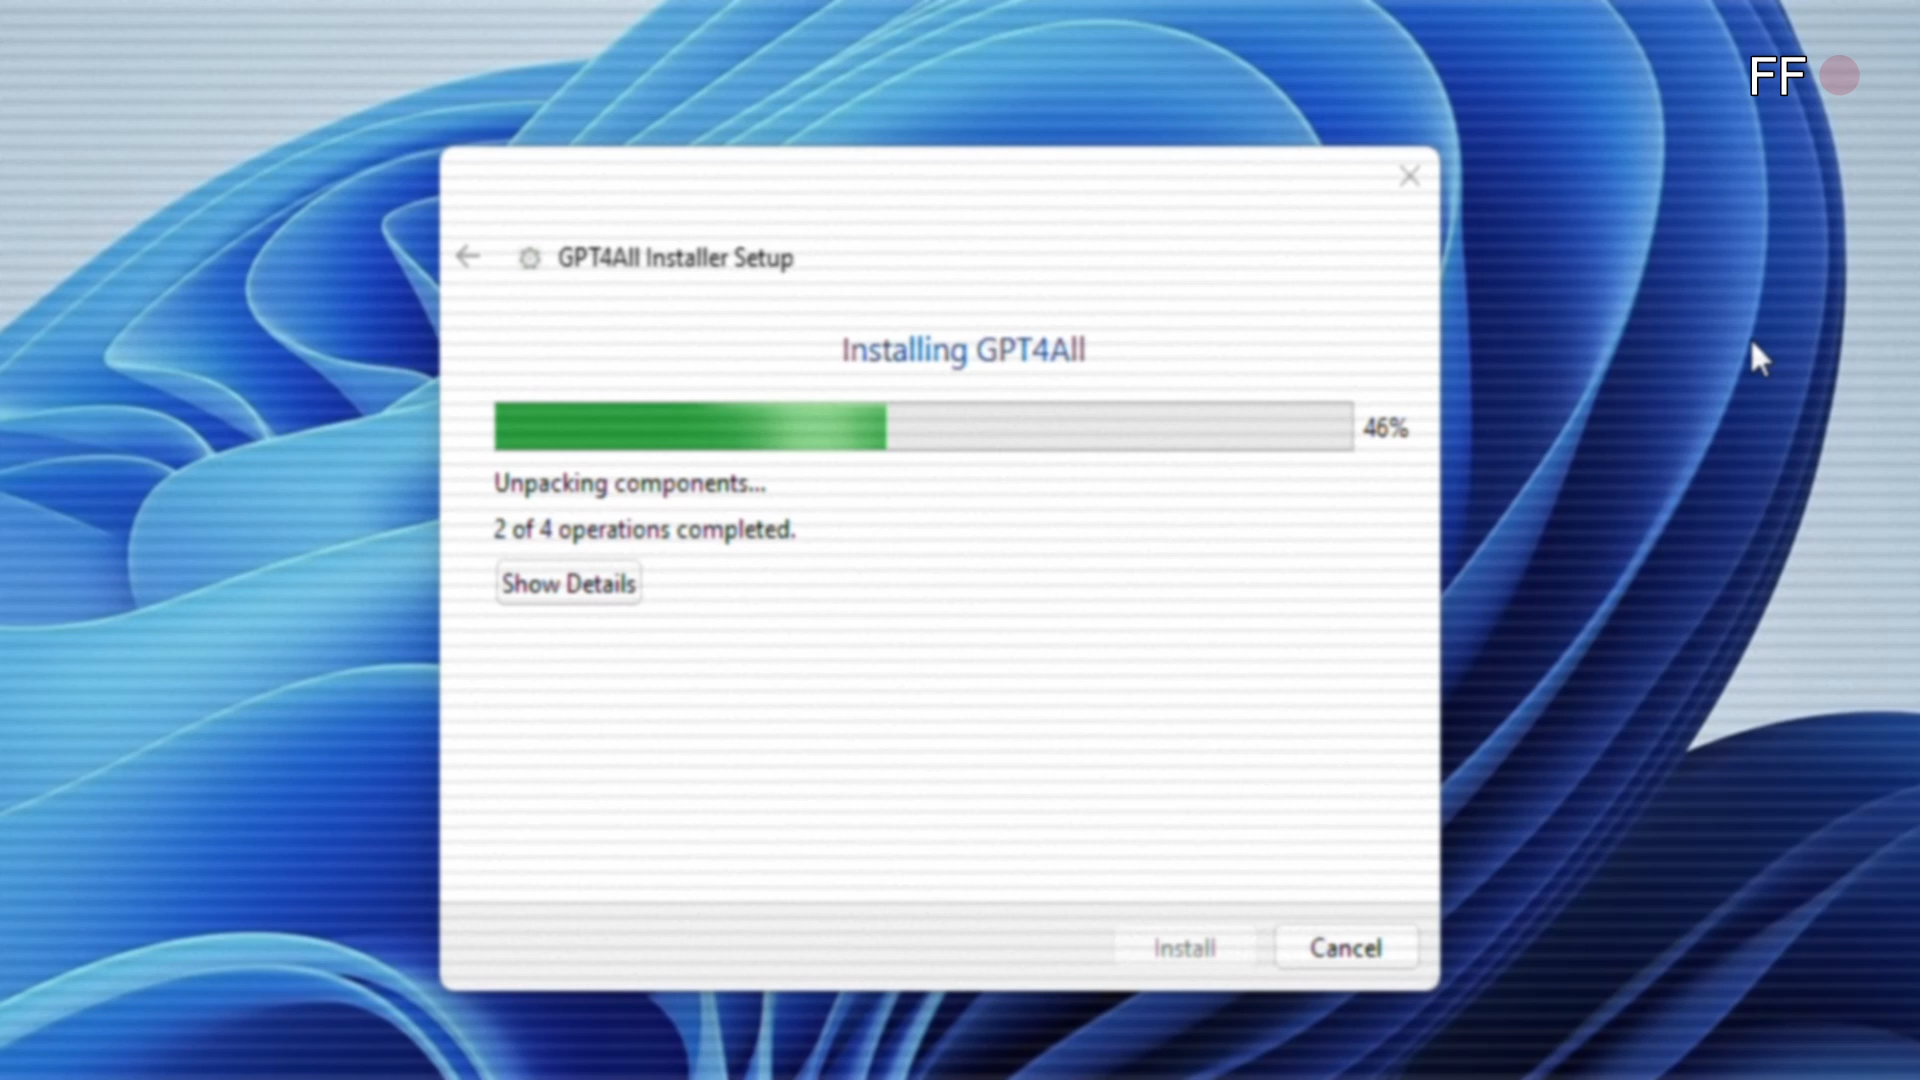 FF
GPT4All Installer Setup
Installing GPT4All
46%
Unpacking components...
2 of 4 operations completed.
Show Details
Install
Cancel